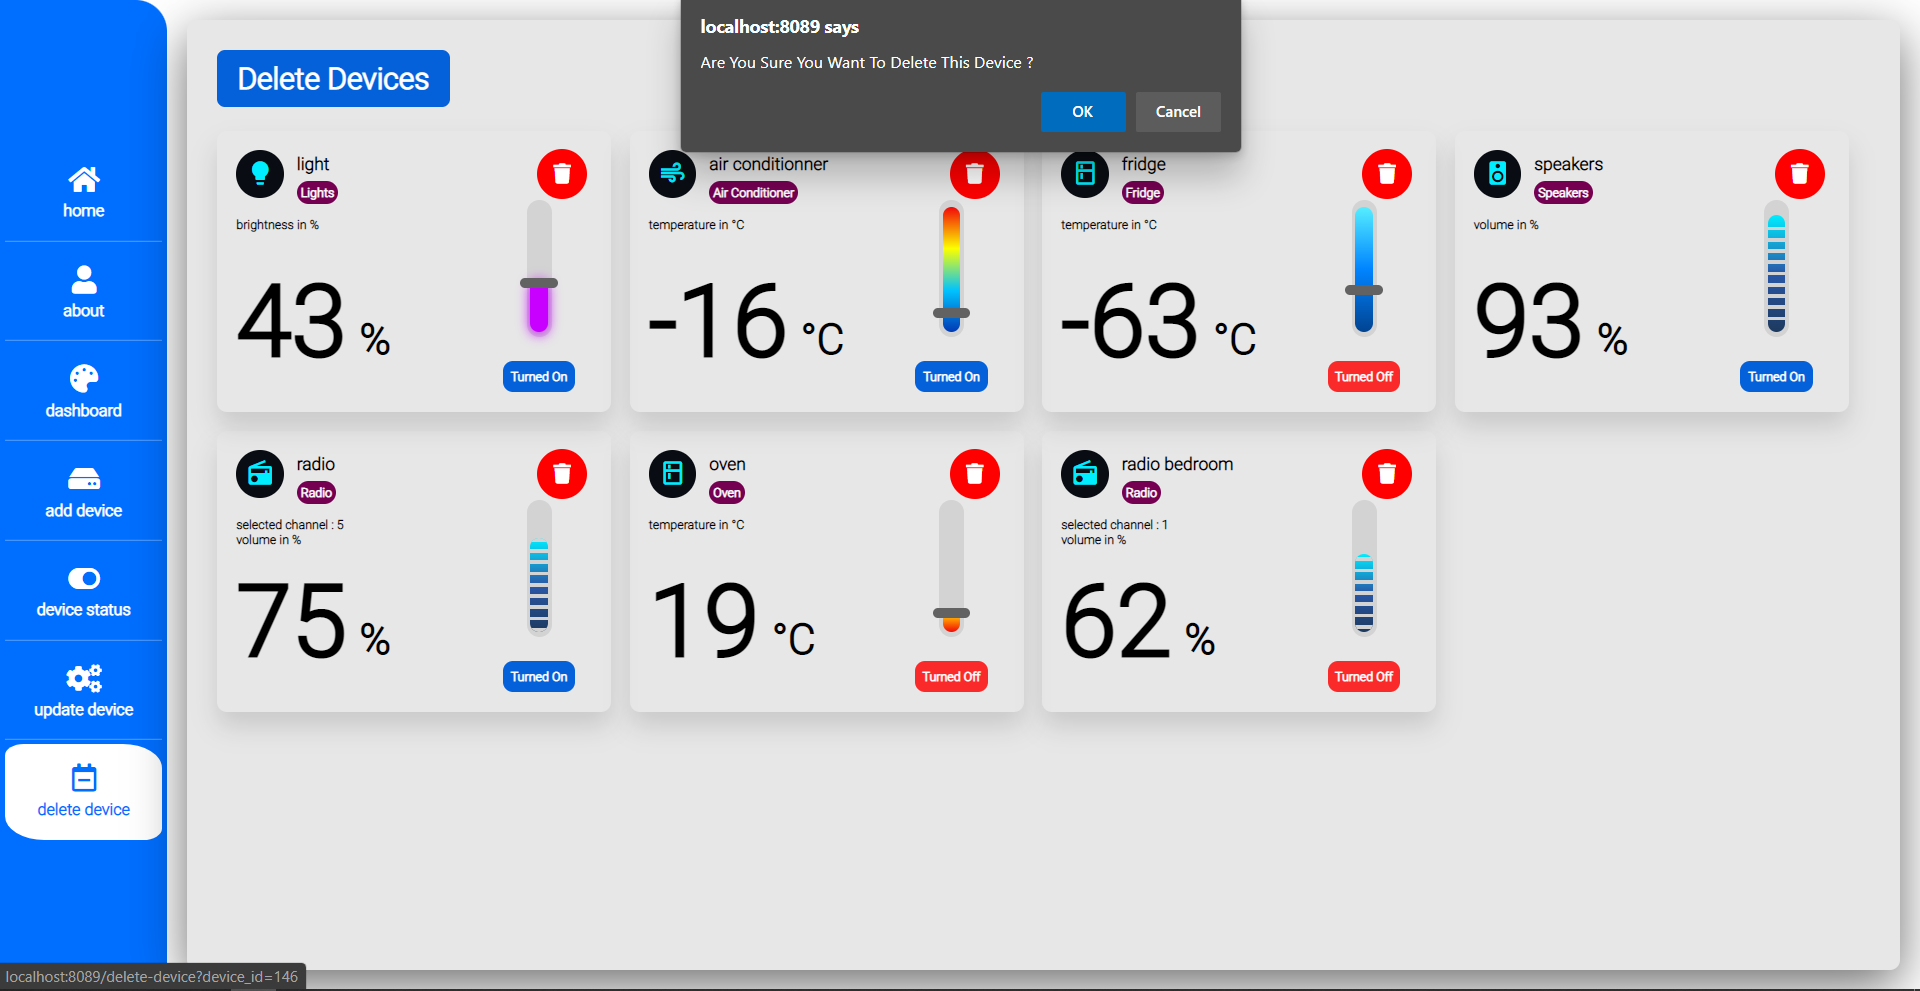 localhost:8089 says
Are You Sure You Want To Delete This Device ?
OK
Cancel
home
about
dashboard
add device
device status
update device
delete device
Delete Devices
light
Lights
brightness in %
43 %
Turned On
air conditionner
Air Conditioner
temperature in °C
-16 °C
Turned On
fridge
Fridge
temperature in °C
-63 °C
Turned Off
speakers
Speakers
volume in %
93 %
Turned On
radio
Radio
selected channel : 5
volume in %
75 %
Turned On
oven
Oven
temperature in °C
19 °C
Turned Off
radio bedroom
Radio
selected channel : 1
volume in %
62 %
Turned Off
localhost:8089/delete-device?device_id=146